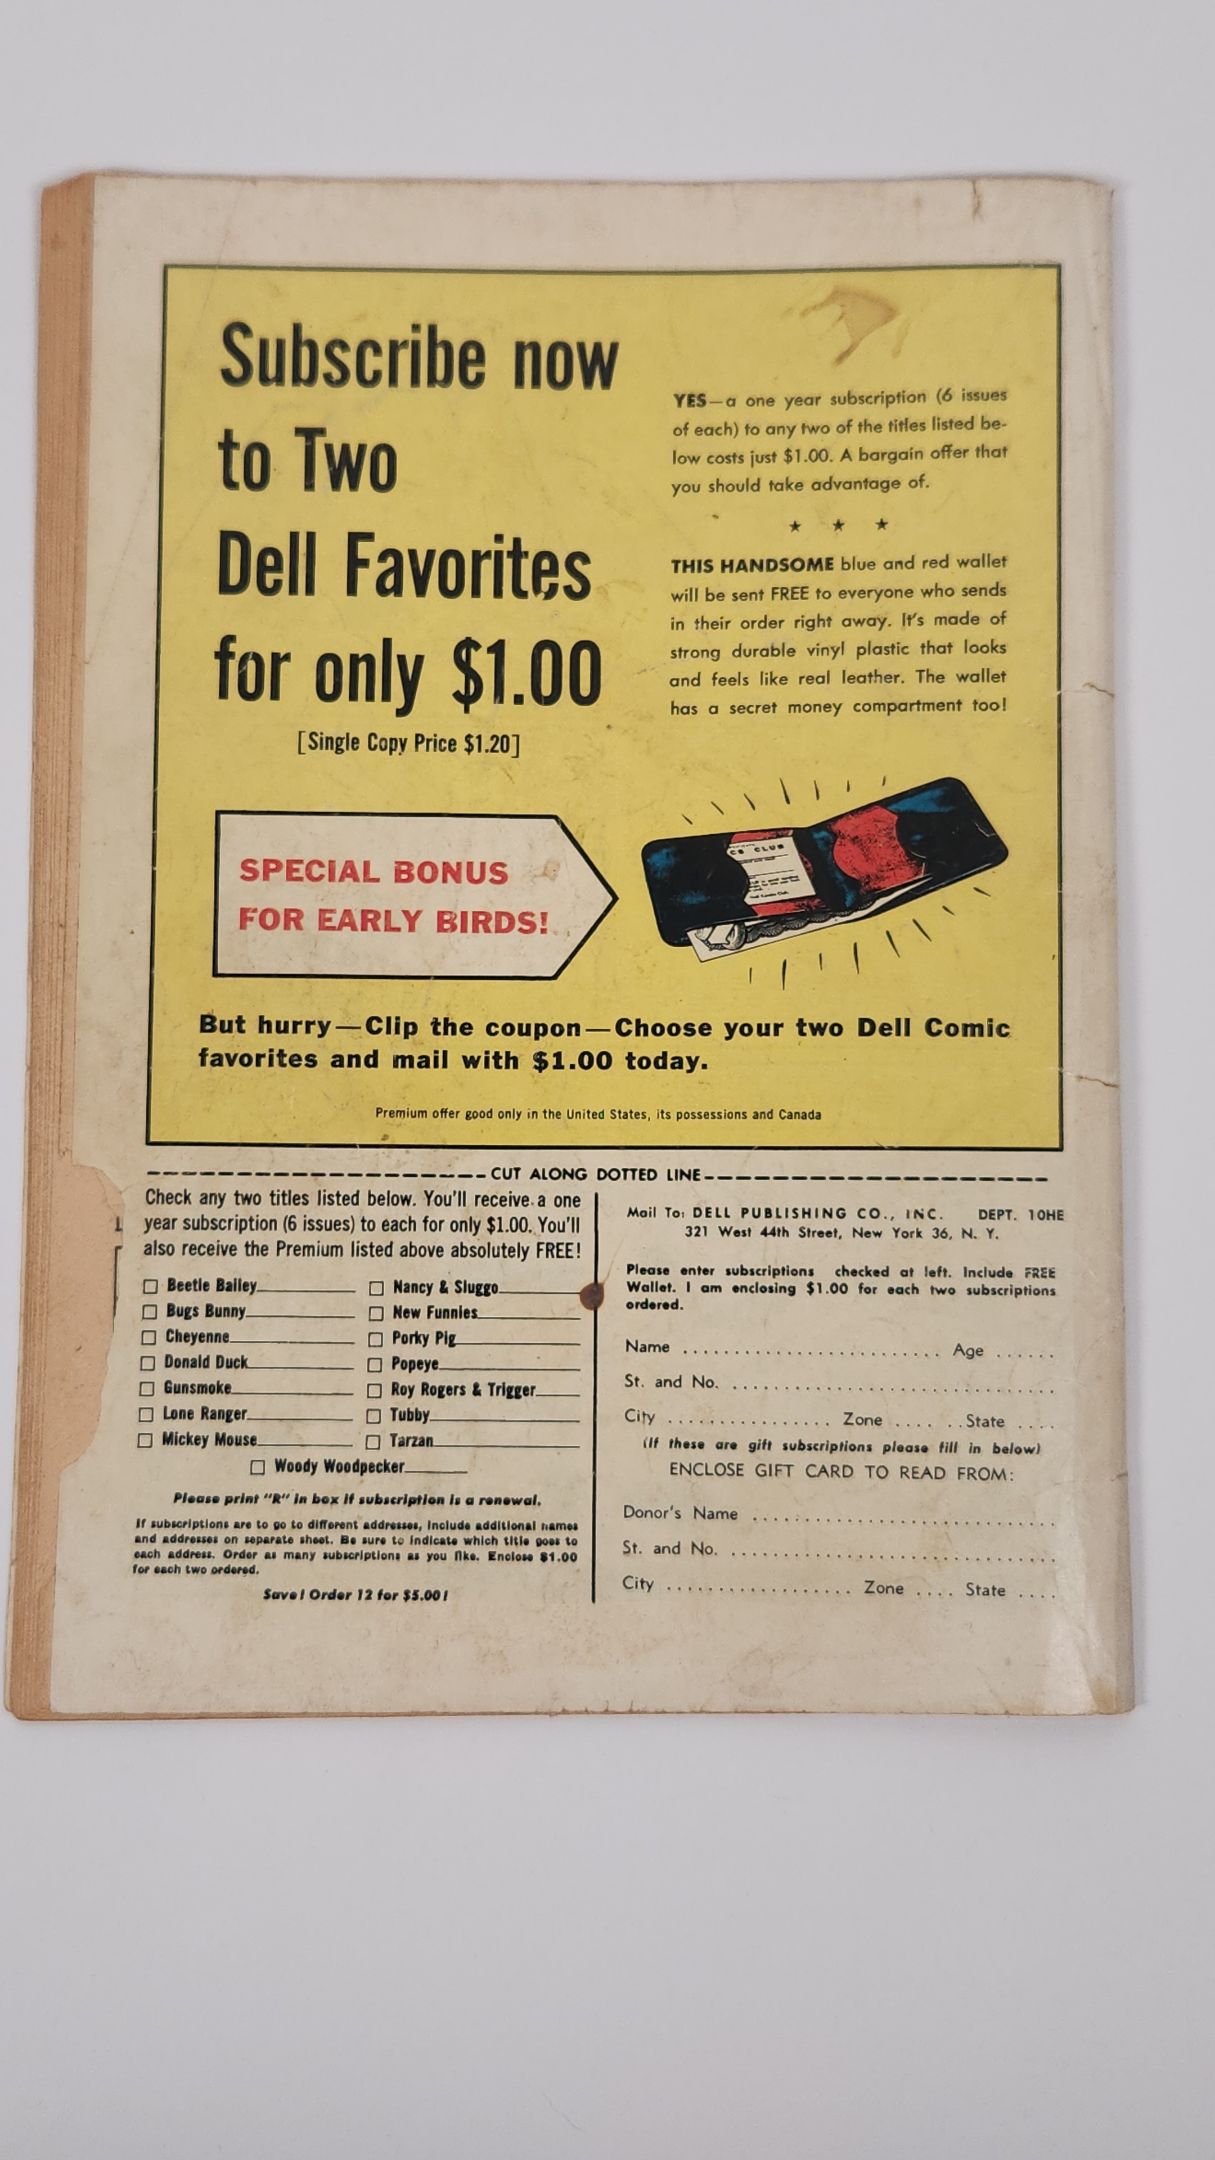 Subscribe now
to Two
Dell Favorites
for only $1.00
[Single Copy Price $1.20]
YES—a one year subscription (6 issues
of each) to any two of the titles listed be-
low costs just $1.00. A bargain offer that
you should take advantage of.
★ ★ ★
THIS HANDSOME blue and red wallet
will be sent FREE to everyone who sends
in their order right away. It's made of
strong durable vinyl plastic that looks
and feels like real leather. The wallet
has a secret money compartment too!
SPECIAL BONUS
FOR EARLY BIRDS!
CLUB
But hurry—Clip the coupon—Choose your two Dell Comic
favorites and mail with $1.00 today.
Premium offer good only in the United States, its possessions and Canada
CUT ALONG DOTTED LINE
Check any two titles listed below. You'll receive a one
year subscription (6 issues) to each for only $1.00. You'll
also receive the Premium listed above absolutely FREE!
Beetle Bailey
Bugs Bunny
Cheyenne
Donald Duck
Gunsmoke
Lone Ranger
Mickey Mouse
Nancy & Sluggo
New Funnies
Porky Pig
Popeye
Roy Rogers & Trigger
Tubby
Tarzan
Woody Woodpecker
Please print "R" in box if subscription is a renewal.
If subscriptions are to go to different addresses, include additional names
and addresses on separate sheet. Be sure to indicate which title goes to
each address. Order as many subscriptions as you like. Enclose $1.00
for each two ordered.
Save! Order 12 for $5.00!
Mail To: DELL PUBLISHING CO., INC. DEPT. 10HE
321 West 44th Street, New York 36, N. Y.
Please enter subscriptions checked at left. Include FREE
Wallet. I am enclosing $1.00 for each two subscriptions
ordered.
Name ........................ Age ......
St. and No. ..............................
City ................ Zone .... ..State ....
(If these are gift subscriptions please fill in below)
ENCLOSE GIFT CARD TO READ FROM:
Donor's Name ............................
St. and No. ..............................
City .................. Zone .... State ....